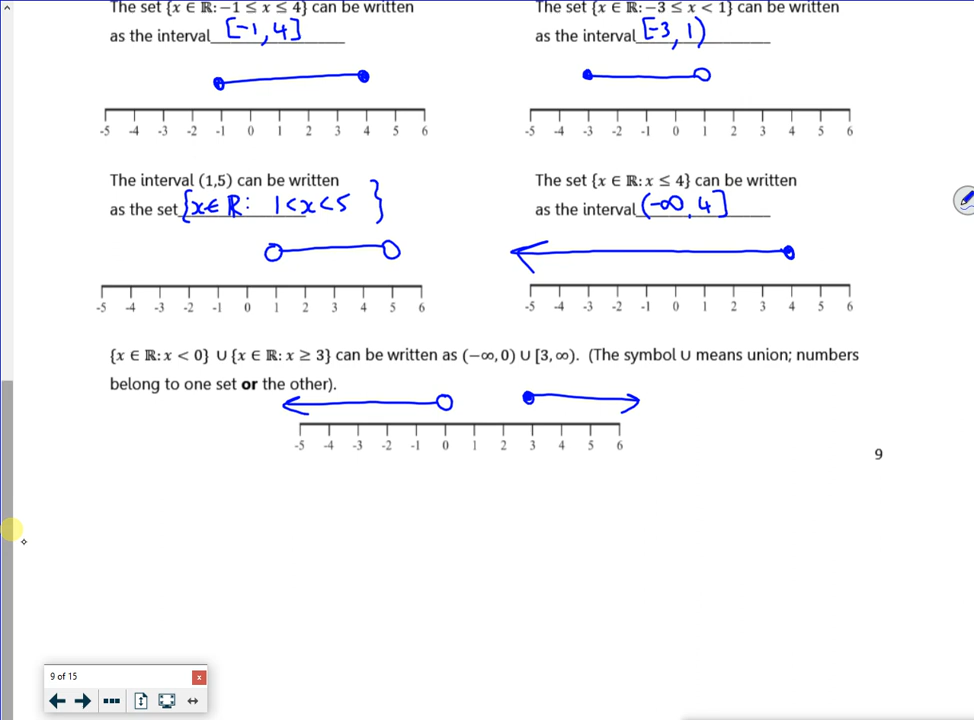 The set {x ∈ ℝ: −1 ≤ x ≤ 4} can be written
as the interval [-1, 4]
-5 -4 -3 -2 -1 0 1 2 3 4 5 6
The set {x ∈ ℝ: −3 ≤ x < 1} can be written
as the interval [-3, 1)
-5 -4 -3 -2 -1 0 1 2 3 4 5 6
The interval (1,5) can be written
as the set {x ∈ ℝ: 1 < x < 5 }
-5 -4 -3 -2 -1 0 1 2 3 4 5 6
The set {x ∈ ℝ: x ≤ 4} can be written
as the interval (-∞, 4]
-5 -4 -3 -2 -1 0 1 2 3 4 5 6
{x ∈ ℝ: x < 0} ∪ {x ∈ ℝ: x ≥ 3} can be written as (−∞, 0) ∪ [3, ∞). (The symbol ∪ means union; numbers
belong to one set or the other).
-5 -4 -3 -2 -1 0 1 2 3 4 5 6
9
9 of 15
x